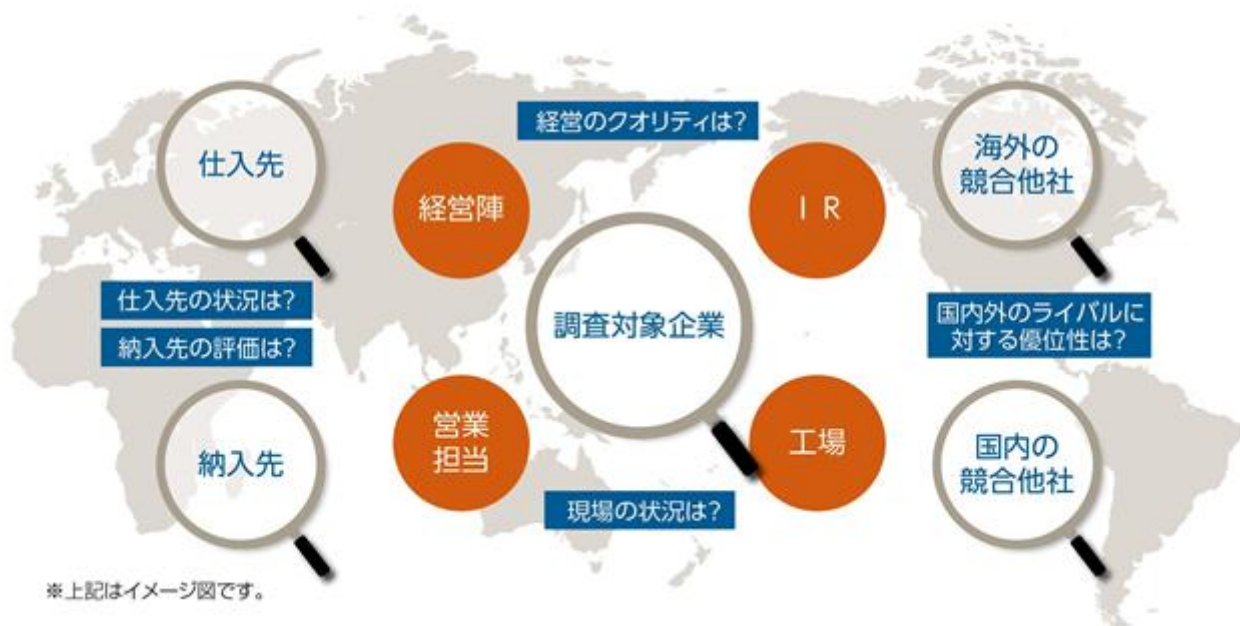 経営のクオリティは?
仕入先
経営陣
I R
海外の
競合他社
仕入先の状況は?
納入先の評価は?
調査対象企業
国内外のライバルに
対する優位性は?
納入先
営業
担当
工場
国内の
競合他社
現場の状況は?
※上記はイメージ図です。